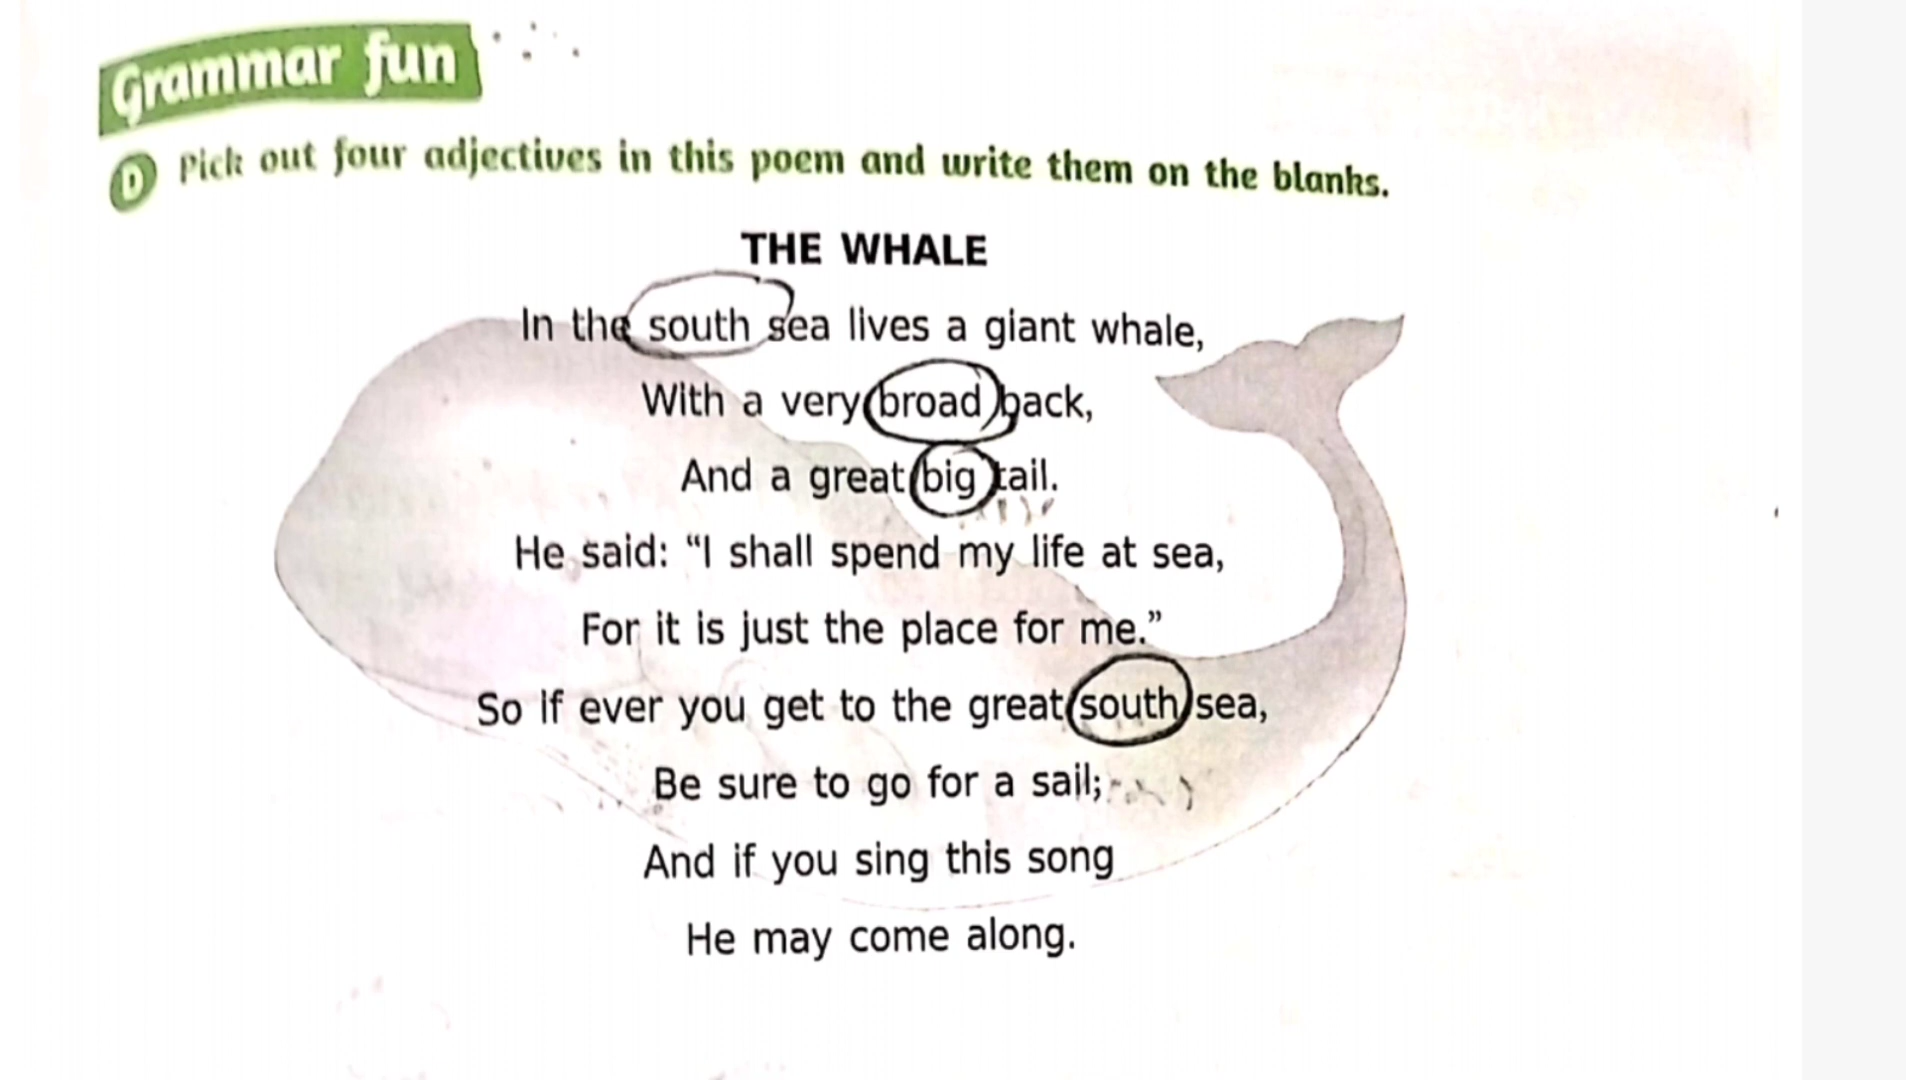 Grammar fun
D Pick out four adjectives in this poem and write them on the blanks.
THE WHALE
In the south sea lives a giant whale,
With a very broad back,
And a great big tail.
He said: “I shall spend my life at sea,
For it is just the place for me.”
So if ever you get to the great south sea,
Be sure to go for a sail;
And if you sing this song
He may come along.